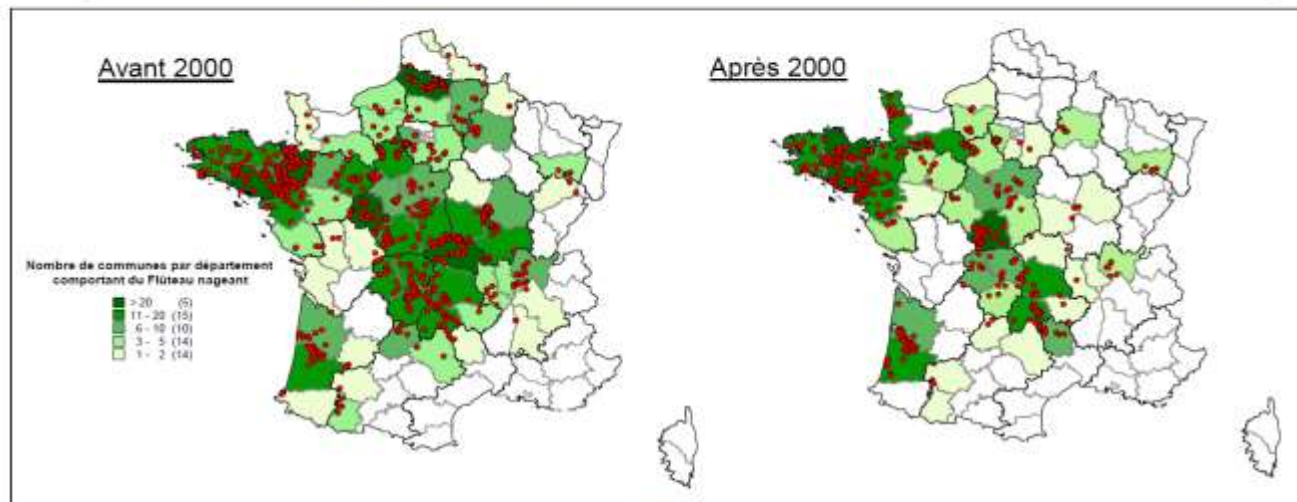 Avant 2000
Après 2000
Nombre de communes par département
comportant du Flûteau nageant
> 20 (5)
11 - 20 (15)
6 - 10 (10)
3 - 5 (14)
1 - 2 (14)